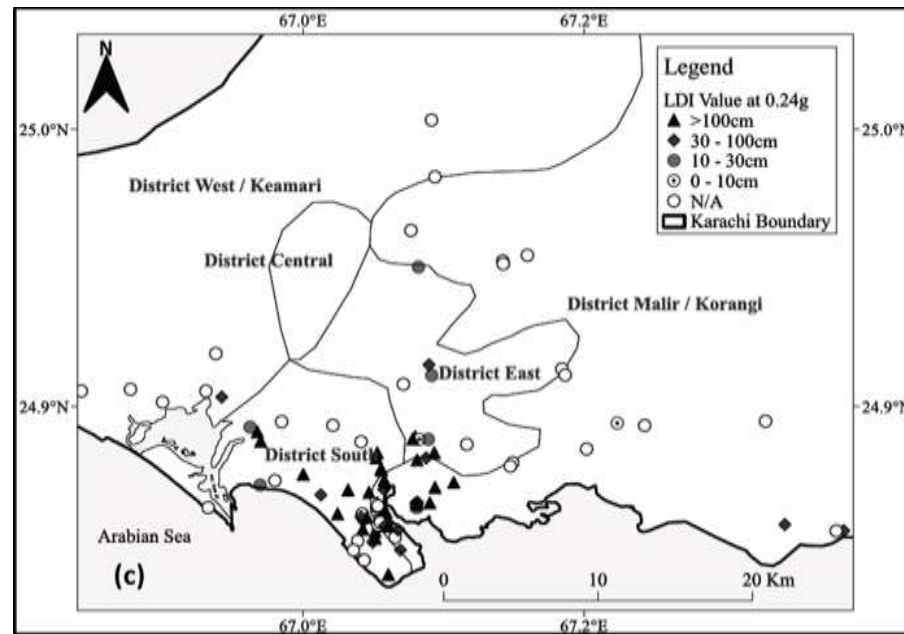 67.0°E 67.2°E
N
Legend
LDI Value at 0.24g
>100cm
30 - 100cm
10 - 30cm
0 - 10cm
N/A
Karachi Boundary
25.0°N 25.0°N
District West / Keamari
District Central
District Malir / Korangi
District East
24.9°N 24.9°N
District South
Arabian Sea
(c)
0 10 20 Km
67.0°E 67.2°E